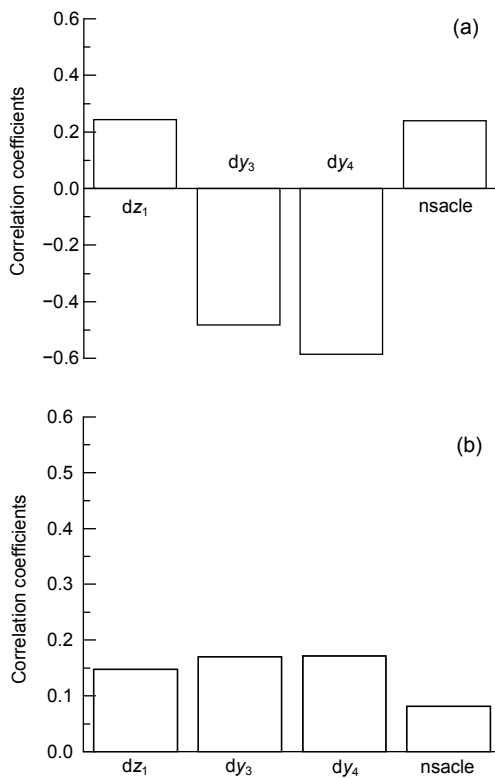 (a)
Correlation coefficients
0.6
0.4
0.2
0.0
−0.2
−0.4
−0.6
dz₁
dy₃
dy₄
nsacle
(b)
Correlation coefficients
0.6
0.5
0.4
0.3
0.2
0.1
0.0
dz₁
dy₃
dy₄
nsacle